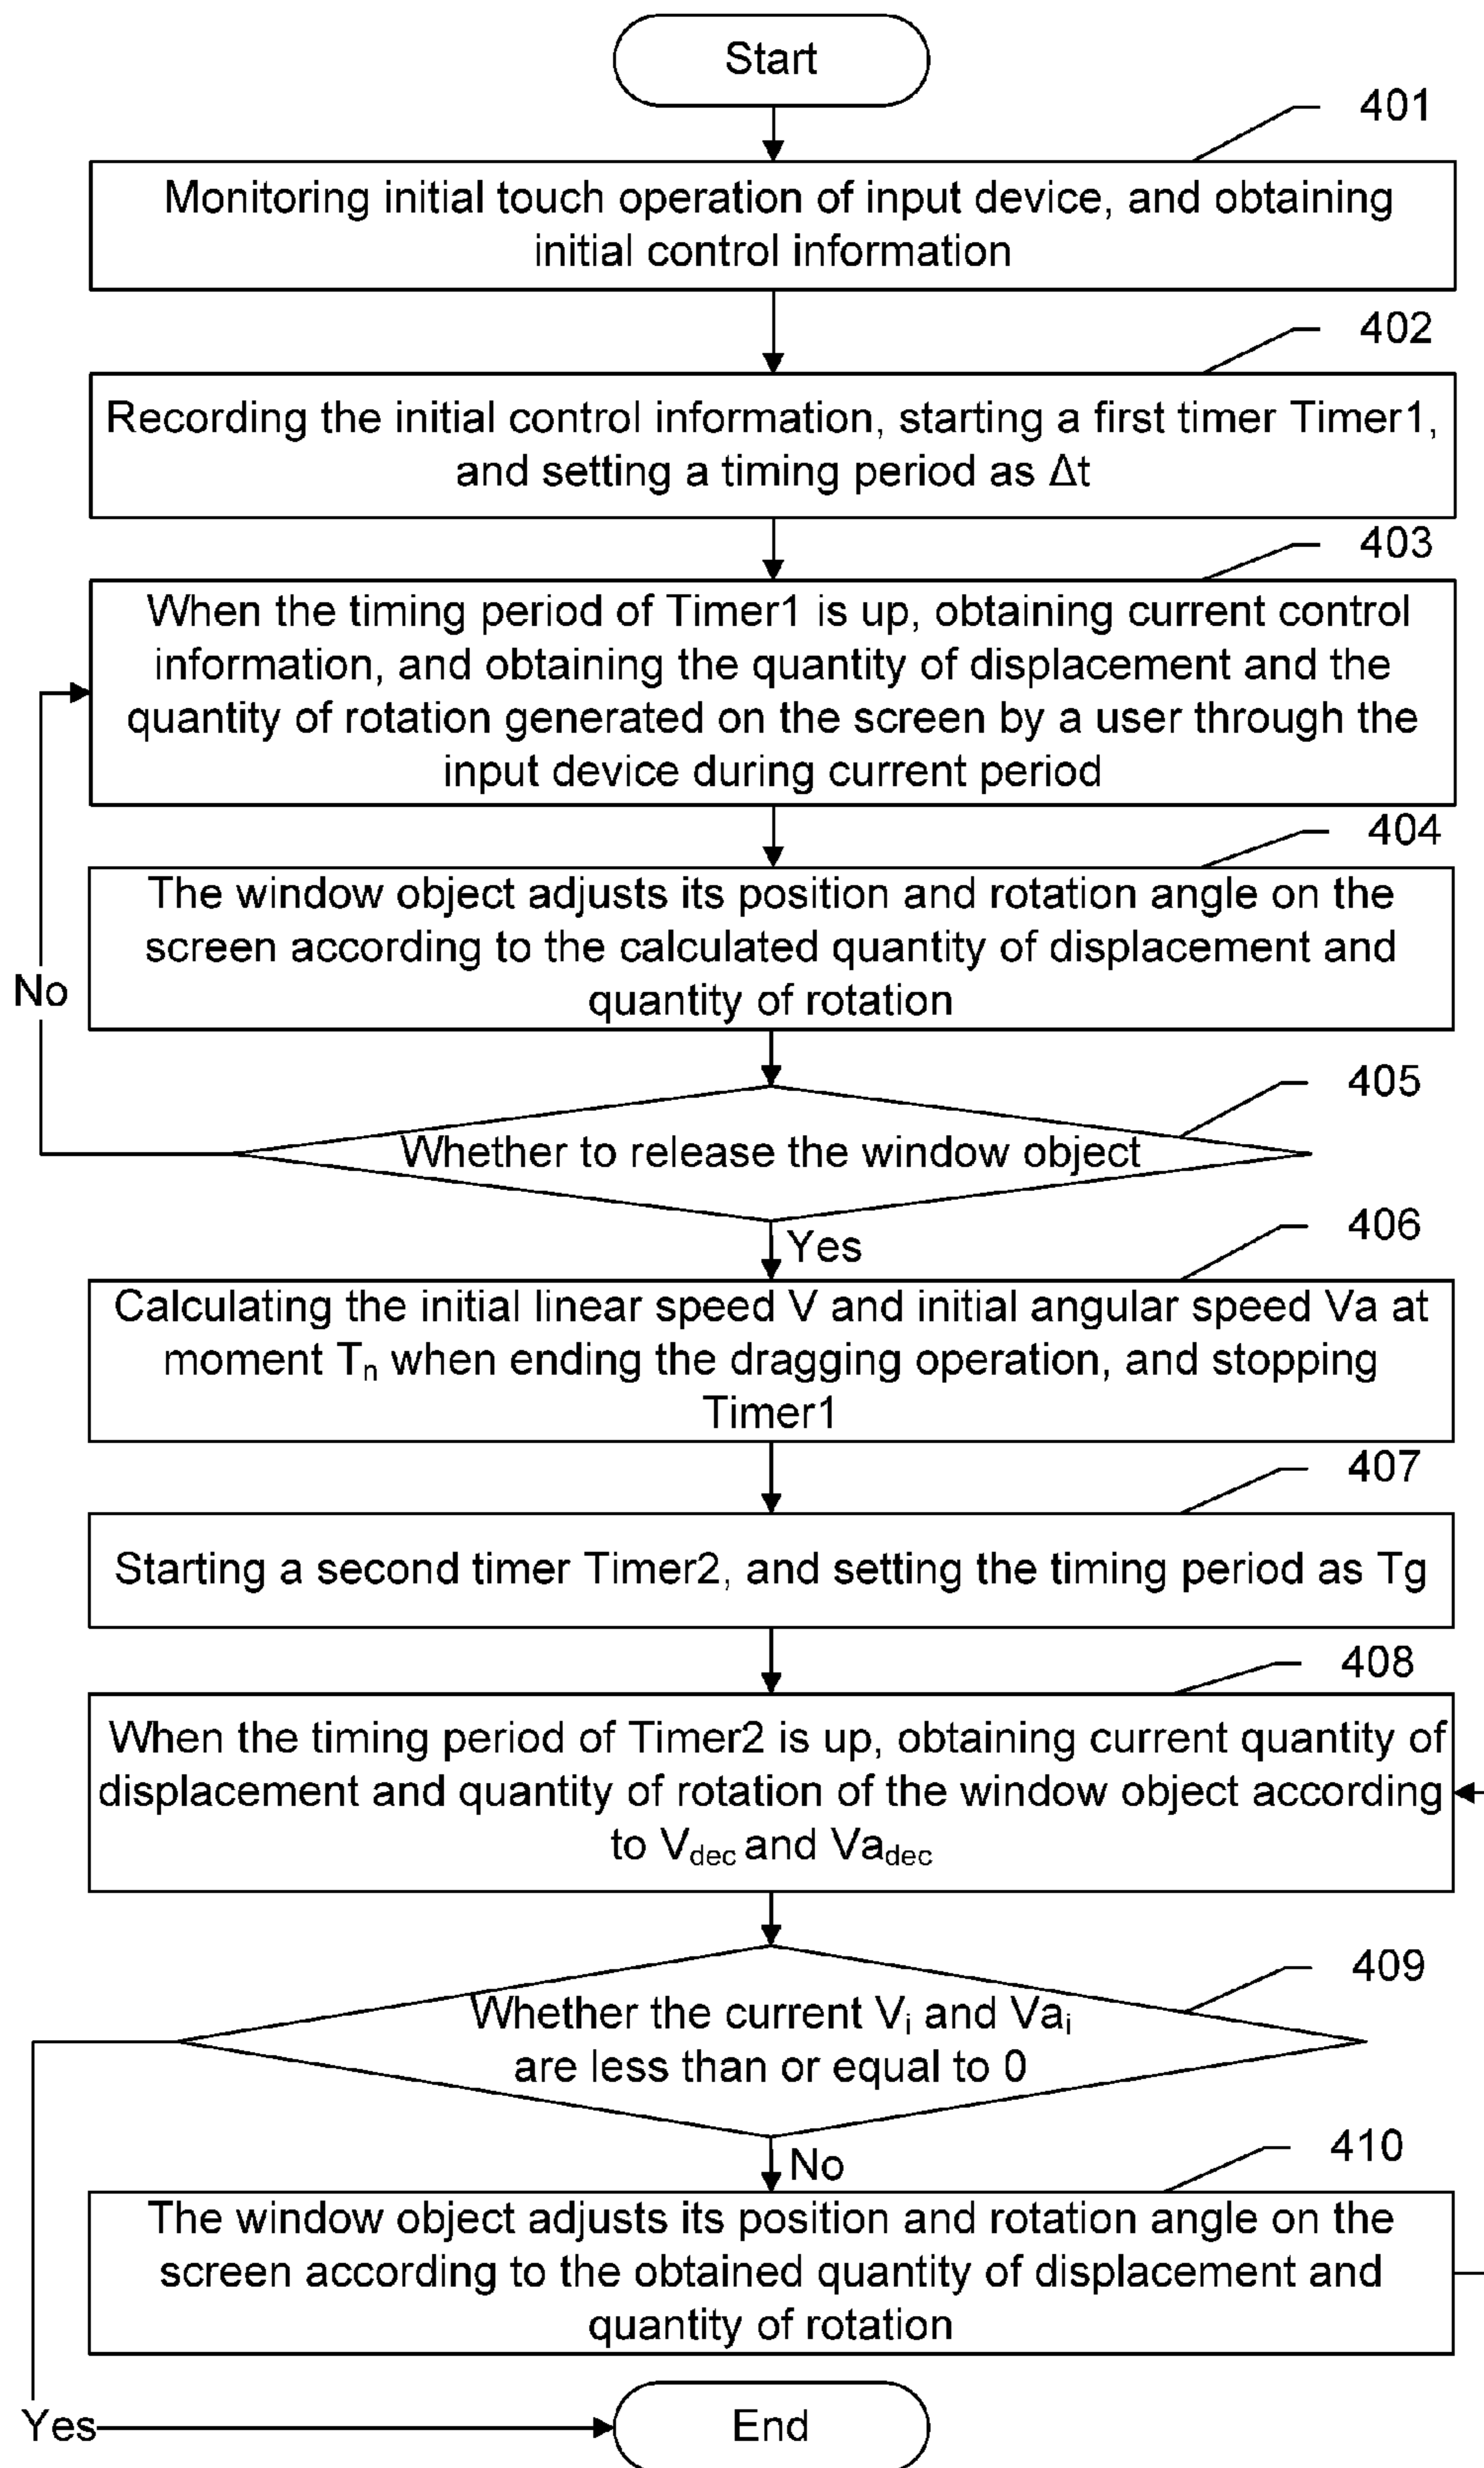 Start
401
Monitoring initial touch operation of input device, and obtaining
initial control information
402
Recording the initial control information, starting a first timer Timer1,
and setting a timing period as Δt
403
When the timing period of Timer1 is up, obtaining current control
information, and obtaining the quantity of displacement and the
quantity of rotation generated on the screen by a user through the
input device during current period
404
The window object adjusts its position and rotation angle on the
screen according to the calculated quantity of displacement and
quantity of rotation
No
405
Whether to release the window object
406
Yes
Calculating the initial linear speed V and initial angular speed Va at
moment Tn when ending the dragging operation, and stopping
Timer1
407
Starting a second timer Timer2, and setting the timing period as Tg
408
When the timing period of Timer2 is up, obtaining current quantity of
displacement and quantity of rotation of the window object according
to Vdec and Vadec
409
Whether the current Vi and Vai
are less than or equal to 0
410
No
The window object adjusts its position and rotation angle on the
screen according to the obtained quantity of displacement and
quantity of rotation
Yes
End